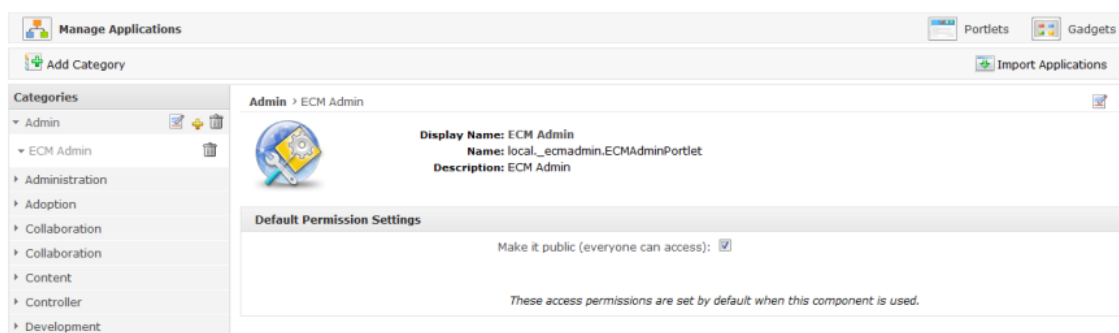 Manage Applications
Portlets
Gadgets
Add Category
Import Applications
Categories
Admin
ECM Admin
Administration
Adoption
Collaboration
Collaboration
Content
Controller
Development
Admin > ECM Admin
Display Name: ECM Admin
Name: local._ecmadmin.ECMAdminPortlet
Description: ECM Admin
Default Permission Settings
Make it public (everyone can access):
These access permissions are set by default when this component is used.